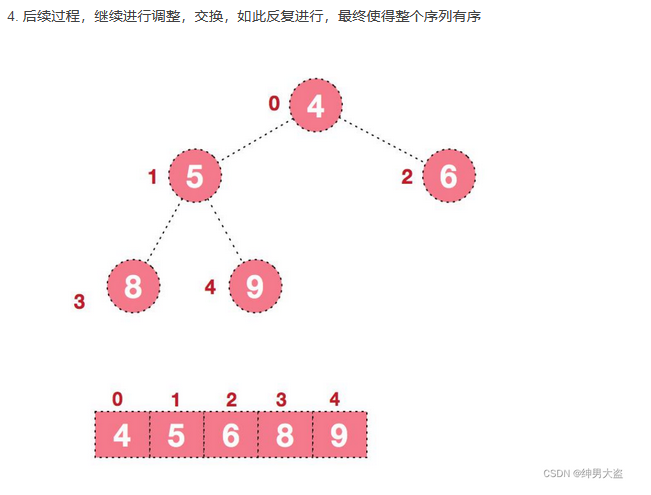 4. 后续过程，继续进行调整，交换，如此反复进行，最终使得整个序列有序
0 4
1 5 2 6
3 8 4 9
0 1 2 3 4
4 5 6 8 9
CSDN @绅男大盗